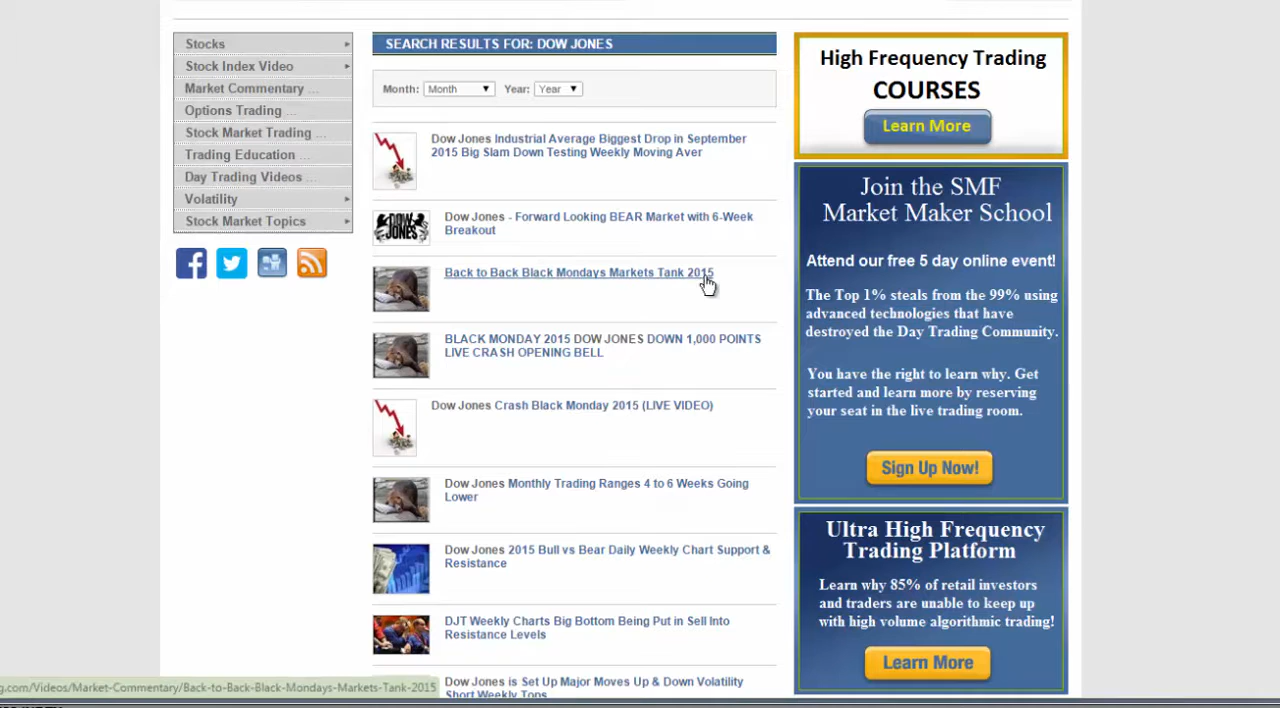 Stocks
Stock Index Video
Market Commentary ...
Options Trading ...
Stock Market Trading ...
Trading Education ...
Day Trading Videos ...
Volatility
Stock Market Topics
SEARCH RESULTS FOR: DOW JONES
Month: Month Year: Year
Dow Jones Industrial Average Biggest Drop in September
2015 Big Slam Down Testing Weekly Moving Aver
DOW JONES
Dow Jones - Forward Looking BEAR Market with 6-Week
Breakout
Back to Back Black Mondays Markets Tank 2015
BLACK MONDAY 2015 DOW JONES DOWN 1,000 POINTS
LIVE CRASH OPENING BELL
Dow Jones Crash Black Monday 2015 (LIVE VIDEO)
Dow Jones Monthly Trading Ranges 4 to 6 Weeks Going
Lower
Dow Jones 2015 Bull vs Bear Daily Weekly Chart Support &
Resistance
DJT Weekly Charts Big Bottom Being Put in Sell Into
Resistance Levels
Dow Jones is Set Up Major Moves Up & Down Volatility
Short Weekly Tops
High Frequency Trading
COURSES
Learn More
Join the SMF
Market Maker School
Attend our free 5 day online event!
The Top 1% steals from the 99% using
advanced technologies that have
destroyed the Day Trading Community.
You have the right to learn why. Get
started and learn more by reserving
your seat in the live trading room.
Sign Up Now!
Ultra High Frequency
Trading Platform
Learn why 85% of retail investors
and traders are unable to keep up
with high volume algorithmic trading!
Learn More
g.com/Videos/Market-Commentary/Back-to-Back-Black-Mondays-Markets-Tank-2015